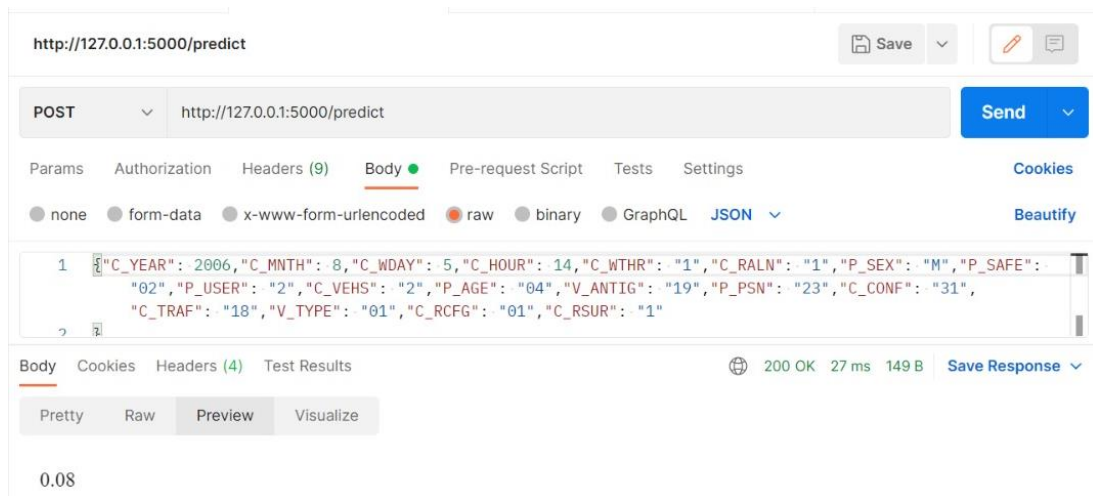 http://127.0.0.1:5000/predict
Save
POST http://127.0.0.1:5000/predict Send
Params Authorization Headers (9) Body Pre-request Script Tests Settings Cookies
none form-data x-www-form-urlencoded raw binary GraphQL JSON Beautify
1 {"C_YEAR": 2006,"C_MNTH": 8,"C_WDAY": 5,"C_HOUR": 14,"C_WTHR": "1","C_RALN": "1","P_SEX": "M","P_SAFE":
"02","P_USER": "2","C_VEHS": "2","P_AGE": "04","V_ANTIG": "19","P_PSN": "23","C_CONF": "31",
"C_TRAF": "18","V_TYPE": "01","C_RCFG": "01","C_RSUR": "1"
2 }
Body Cookies Headers (4) Test Results 200 OK 27 ms 149 B Save Response
Pretty Raw Preview Visualize
0.08